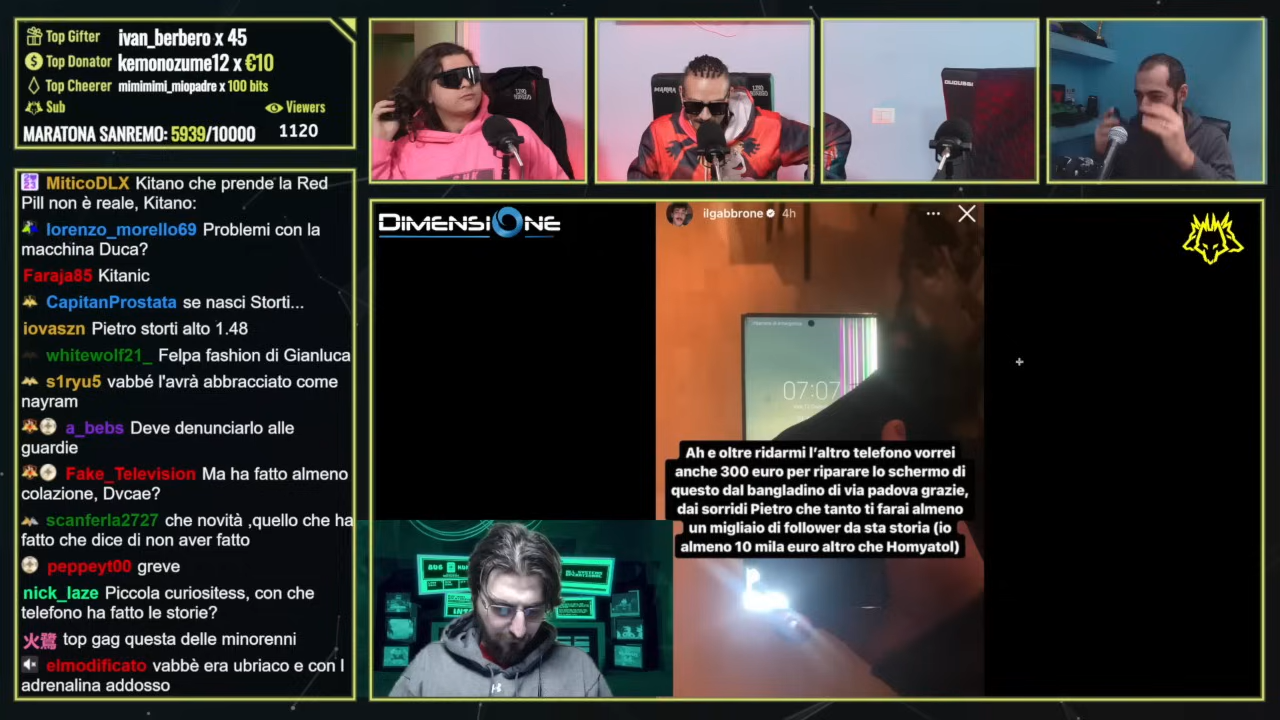 Top Gifter ivan_berbero x 45
Top Donator kemonozume12 x €10
Top Cheerer mimimimi_miopadre x 100 bits
Sub Viewers
MARATONA SANREMO: 5939/10000 1120
MiticoDLX Kitano che prende la Red
Pill non è reale, Kitano:
lorenzo_morello69 Problemi con la
macchina Duca?
Faraja85 Kitanic
CapitanProstata se nasci Storti...
iovaszn Pietro storti alto 1.48
whitewolf21_ Felpa fashion di Gianluca
s1ryu5 vabbé l'avrà abbracciato come
nayram
a_bebs Deve denunciarlo alle
guardie
Fake_Television Ma ha fatto almeno
colazione, Dvcae?
scanferla2727 che novità ,quello che ha
fatto che dice di non aver fatto
peppeyt00 greve
nick_laze Piccola curiositess, con che
telefono ha fatto le storie?
火鷺 top gag questa delle minorenni
elmodificato vabbè era ubriaco e con l
adrenalina addosso
DIMENSIONE
ilgabbrone 4h
07:07
Ah e oltre ridarmi l'altro telefono vorrei
anche 300 euro per riparare lo schermo di
questo dal bangladino di via padova grazie,
dai sorridi Pietro che tanto ti farai almeno
un migliaio di follower da sta storia (io
almeno 10 mila euro altro che Homyatol)